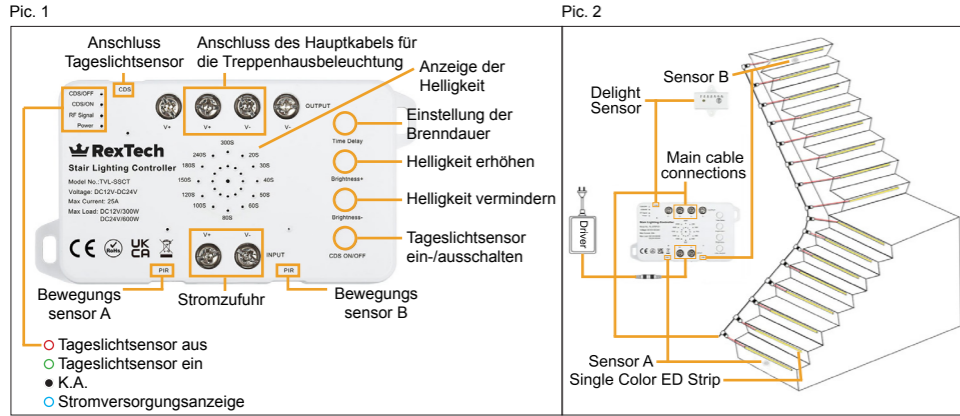 Pic. 1
Anschluss
Tageslichtsensor
Anschluss des Hauptkabels für
die Treppenhausbeleuchtung
Anzeige der
Helligkeit
Einstellung der
Brenndauer
Helligkeit erhöhen
Helligkeit vermindern
Tageslichtsensor
ein-/ausschalten
CDS/OFF
CDS/ON
RF Signal
Power
CDS
OUTPUT
V+
V+
V-
V-
Time Delay
RexTech
Stair Lighting Controller
Model No.:TVL-SSCT
Voltage: DC12V-DC24V
Max Current: 25A
Max Load: DC12V/300W
DC24V/600W
CE
RoHS
UK
CA
300S
20S
30S
40S
50S
60S
80S
100S
120S
150S
180S
240S
Brightness+
Brightness-
CDS ON/OFF
V+
V-
INPUT
PIR
PIR
Bewegungs
sensor A
Stromzufuhr
Bewegungs
sensor B
Tageslichtsensor aus
Tageslichtsensor ein
K.A.
Stromversorgungsanzeige
Pic. 2
Sensor B
Delight
Sensor
Main cable
connections
Driver
Sensor A
Single Color ED Strip